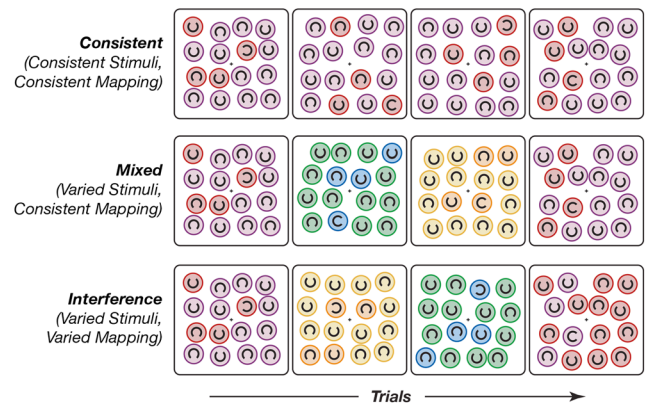 Consistent
(Consistent Stimuli,
Consistent Mapping)
Mixed
(Varied Stimuli,
Consistent Mapping)
Interference
(Varied Stimuli,
Varied Mapping)
Trials